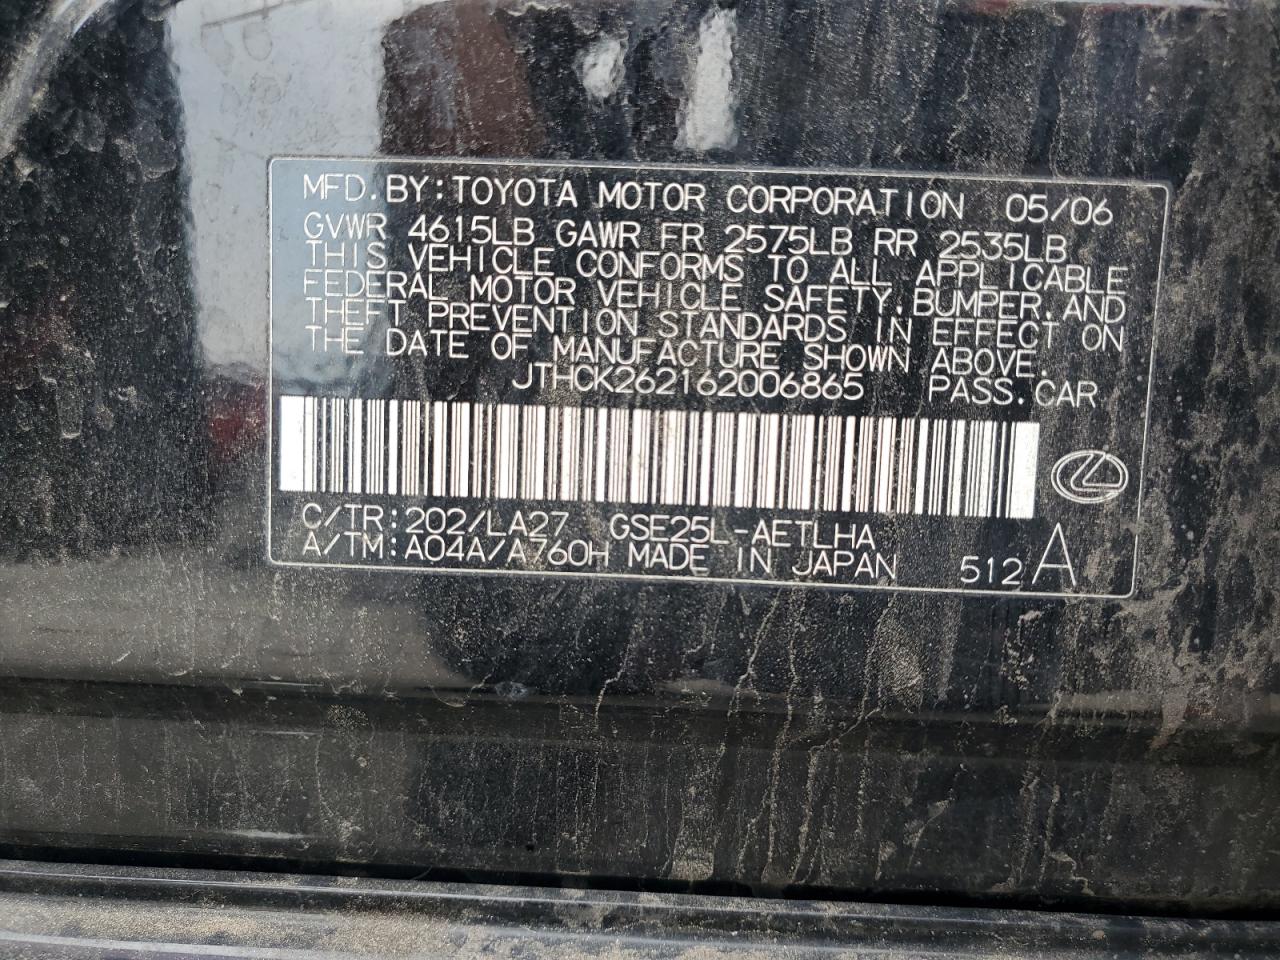 MFD.BY:TOYOTA MOTOR CORPORATION 05/06
GVWR 4615LB GAWR FR 2575LB RR 2535LB
THIS VEHICLE CONFORMS TO ALL APPLICABLE
FEDERAL MOTOR VEHICLE SAFETY,BUMPER,AND
THEFT PREVENTION STANDARDS IN EFFECT ON
THE DATE OF MANUFACTURE SHOWN ABOVE.
JTHCK262162006865 PASS.CAR
C/TR:202/LA27 GSE25L-AETLHA
A/TM:A04A/A760H MADE IN JAPAN 512 A